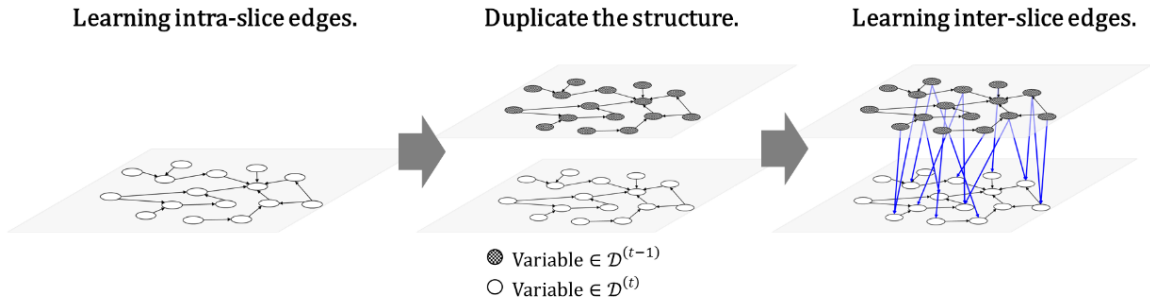 Learning intra-slice edges.
Duplicate the structure.
Learning inter-slice edges.
Variable ∈ 𝒟^(t−1)
Variable ∈ 𝒟^(t)